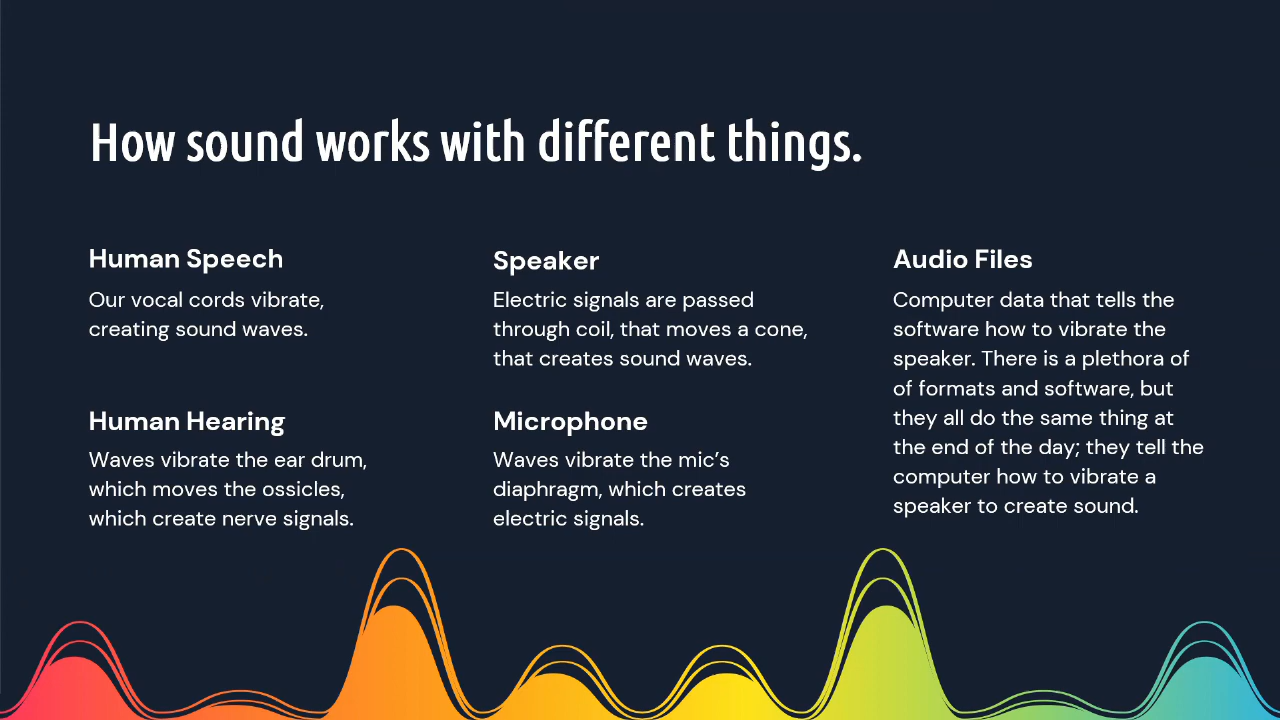 How sound works with different things.
Human Speech
Our vocal cords vibrate,
creating sound waves.
Human Hearing
Waves vibrate the ear drum,
which moves the ossicles,
which create nerve signals.
Speaker
Electric signals are passed
through coil, that moves a cone,
that creates sound waves.
Microphone
Waves vibrate the mic’s
diaphragm, which creates
electric signals.
Audio Files
Computer data that tells the
software how to vibrate the
speaker. There is a plethora of
of formats and software, but
they all do the same thing at
the end of the day; they tell the
computer how to vibrate a
speaker to create sound.